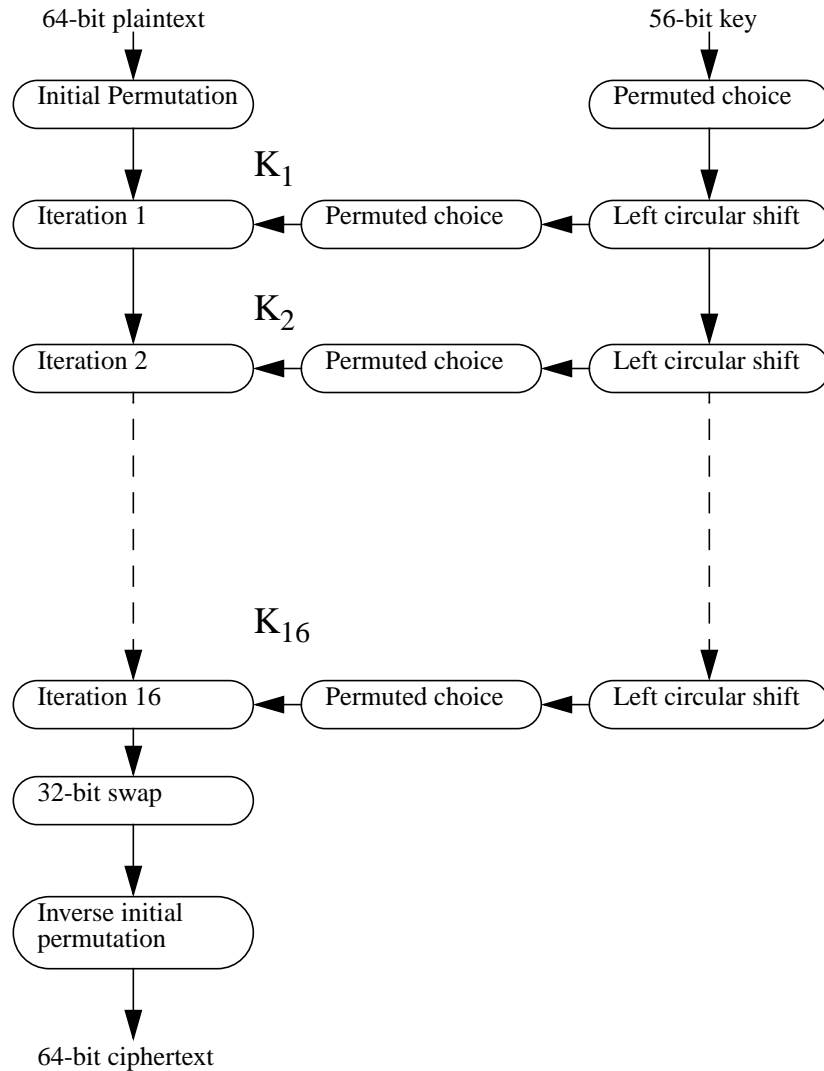 64-bit plaintext
56-bit key
Initial Permutation
Permuted choice
K1
Iteration 1
Permuted choice
Left circular shift
K2
Iteration 2
Permuted choice
Left circular shift
K16
Iteration 16
Permuted choice
Left circular shift
32-bit swap
Inverse initial
permutation
64-bit ciphertext